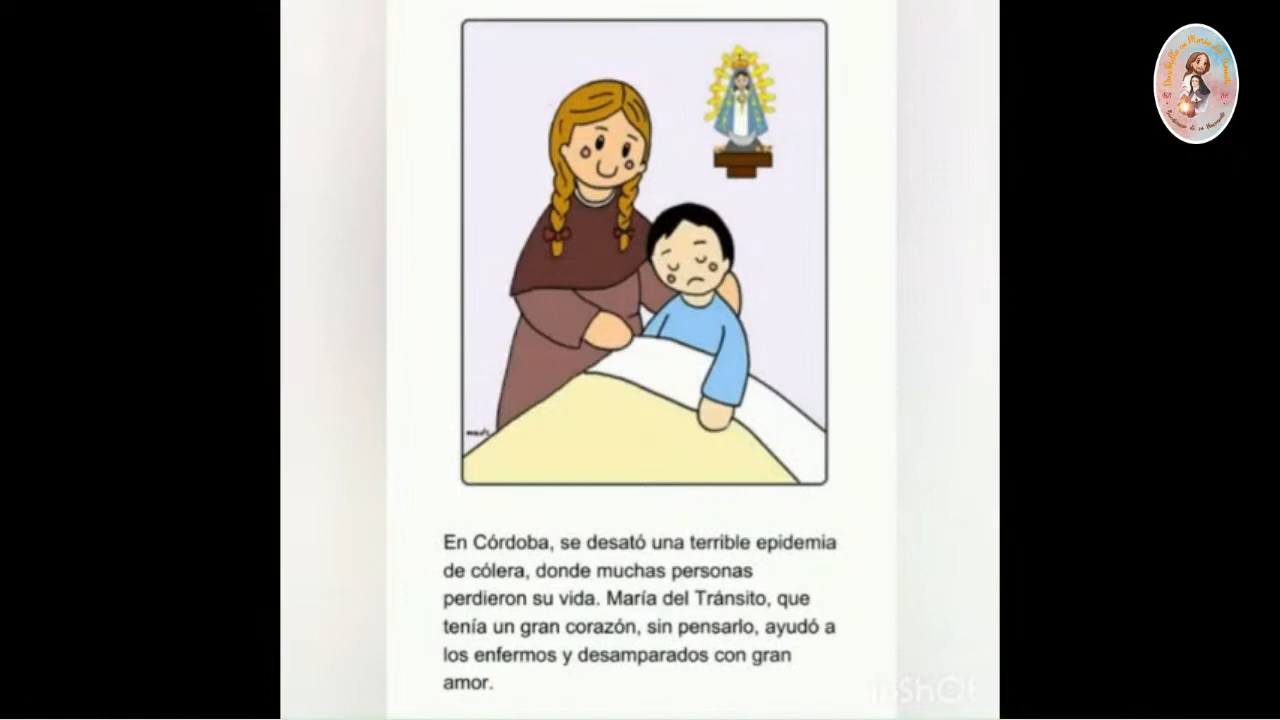 En Córdoba, se desató una terrible epidemia
de cólera, donde muchas personas
perdieron su vida. María del Tránsito, que
tenía un gran corazón, sin pensarlo, ayudó a
los enfermos y desamparados con gran
amor.
InShOt